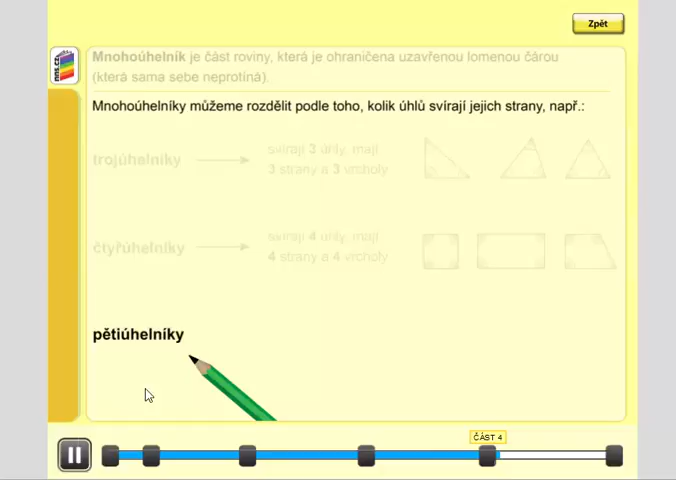 Zpět
nns.cz
Mnohoúhelník je část roviny, která je ohraničena uzavřenou lomenou čárou
(která sama sebe neprotíná).
Mnohoúhelníky můžeme rozdělit podle toho, kolik úhlů svírají jejich strany, např.:
trojúhelníky
svírají 3 úhly, mají
3 strany a 3 vrcholy
čtyřúhelníky
svírají 4 úhly, mají
4 strany a 4 vrcholy
pětiúhelníky
ČÁST 4